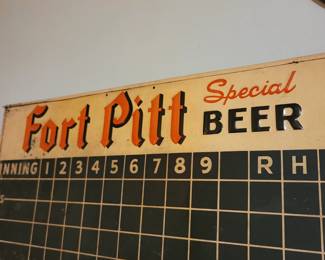 Fort Pitt Special BEER
NNING 1 2 3 4 5 6 7 8 9 R H
S